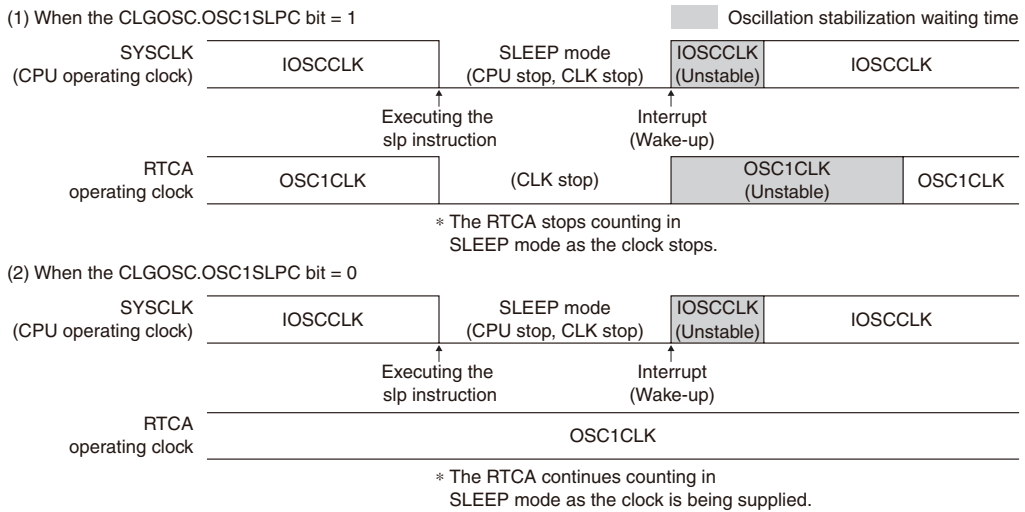 (1) When the CLGOSC.OSC1SLPC bit = 1
Oscillation stabilization waiting time
SYSCLK
(CPU operating clock)
IOSCCLK
SLEEP mode
(CPU stop, CLK stop)
IOSCCLK
(Unstable)
IOSCCLK
Executing the
slp instruction
Interrupt
(Wake-up)
RTCA
operating clock
OSC1CLK
(CLK stop)
OSC1CLK
(Unstable)
OSC1CLK
* The RTCA stops counting in
SLEEP mode as the clock stops.
(2) When the CLGOSC.OSC1SLPC bit = 0
SYSCLK
(CPU operating clock)
IOSCCLK
SLEEP mode
(CPU stop, CLK stop)
IOSCCLK
(Unstable)
IOSCCLK
Executing the
slp instruction
Interrupt
(Wake-up)
RTCA
operating clock
OSC1CLK
* The RTCA continues counting in
SLEEP mode as the clock is being supplied.